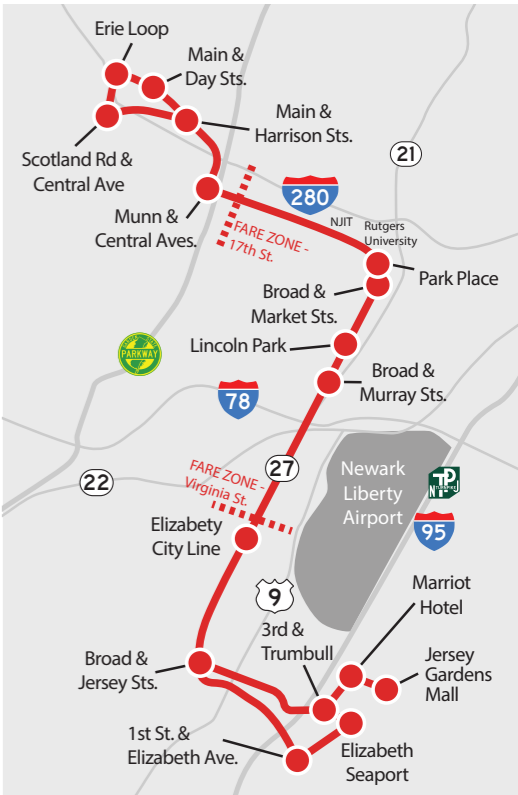 Erie Loop
Main &
Day Sts.
Main &
Harrison Sts.
Scotland Rd &
Central Ave
21
280
Munn &
Central Aves.
FARE ZONE -
17th St.
NJIT
Rutgers
University
Park Place
Broad &
Market Sts.
Lincoln Park
PARKWAY
Broad &
Murray Sts.
78
27
22
FARE ZONE -
Virginia St.
Newark
Liberty
Airport
N TP
TURNPIKE
95
Elizabety
City Line
9
3rd &
Trumbull
Marriot
Hotel
Jersey
Gardens
Mall
Broad &
Jersey Sts.
1st St. &
Elizabeth Ave.
Elizabeth
Seaport